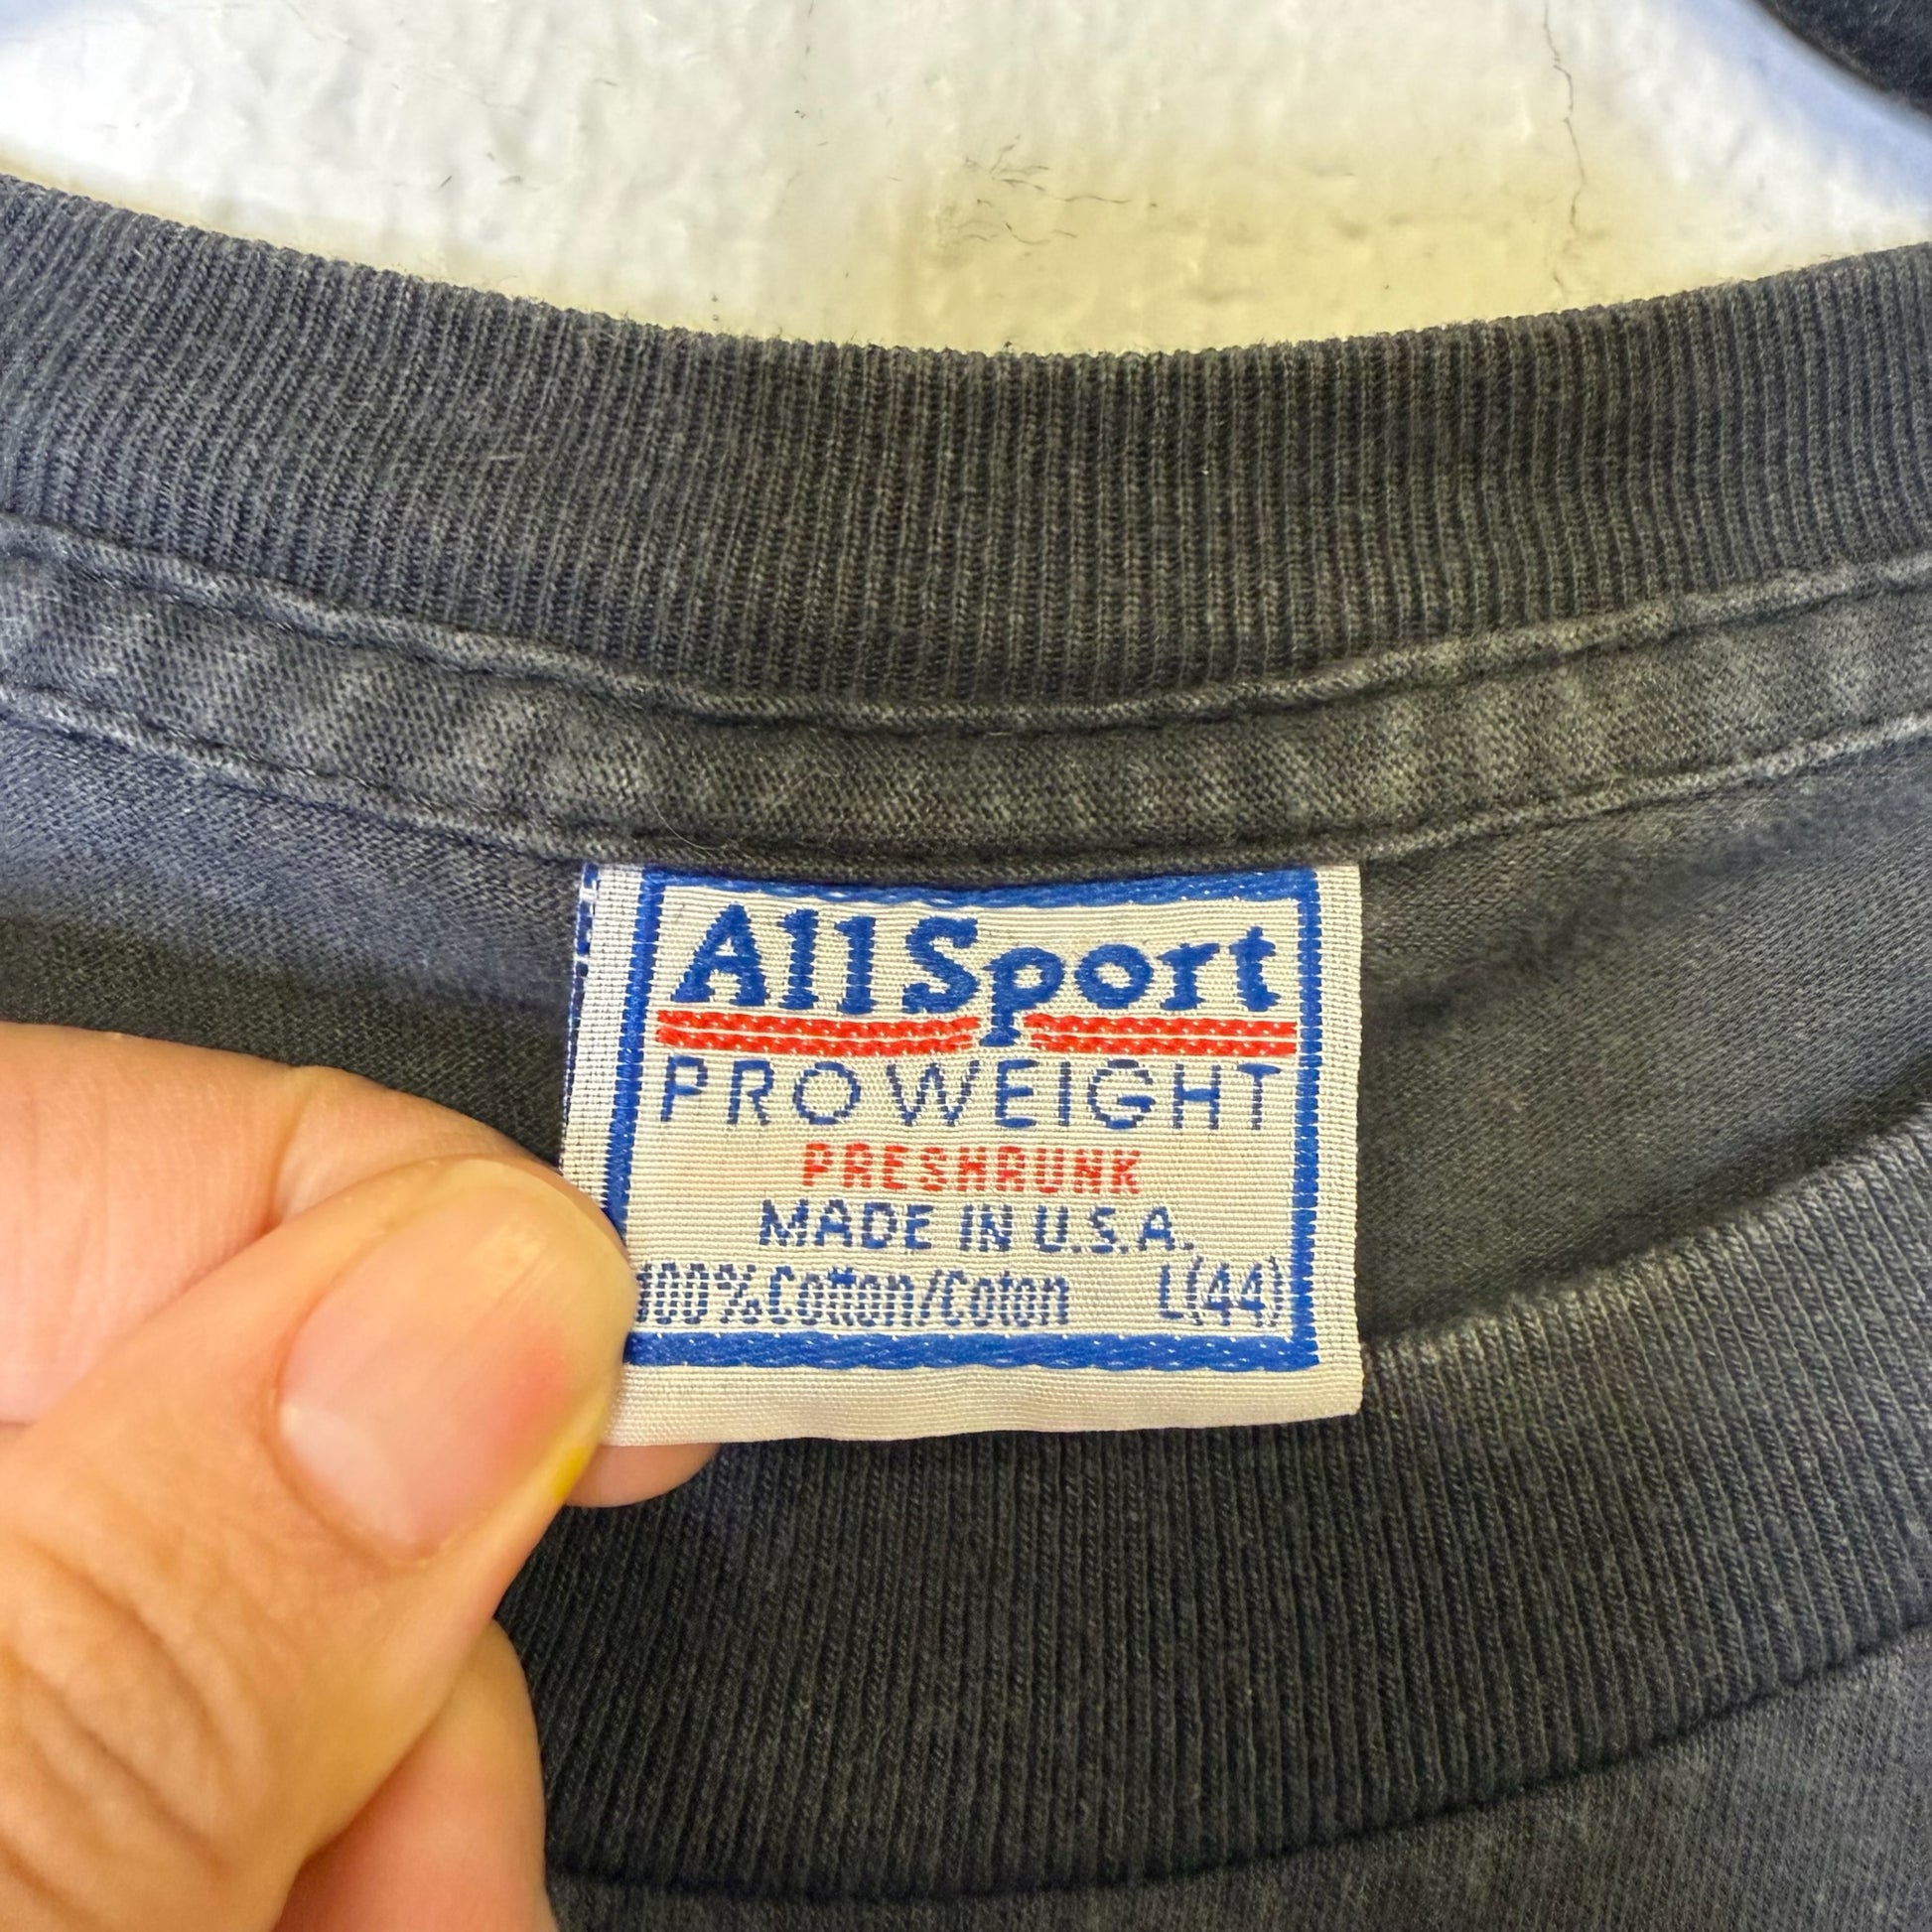 AllSport
PROWEIGHT
PRESHRUNK
MADE IN U.S.A.
100% Cotton/Coton L(44)